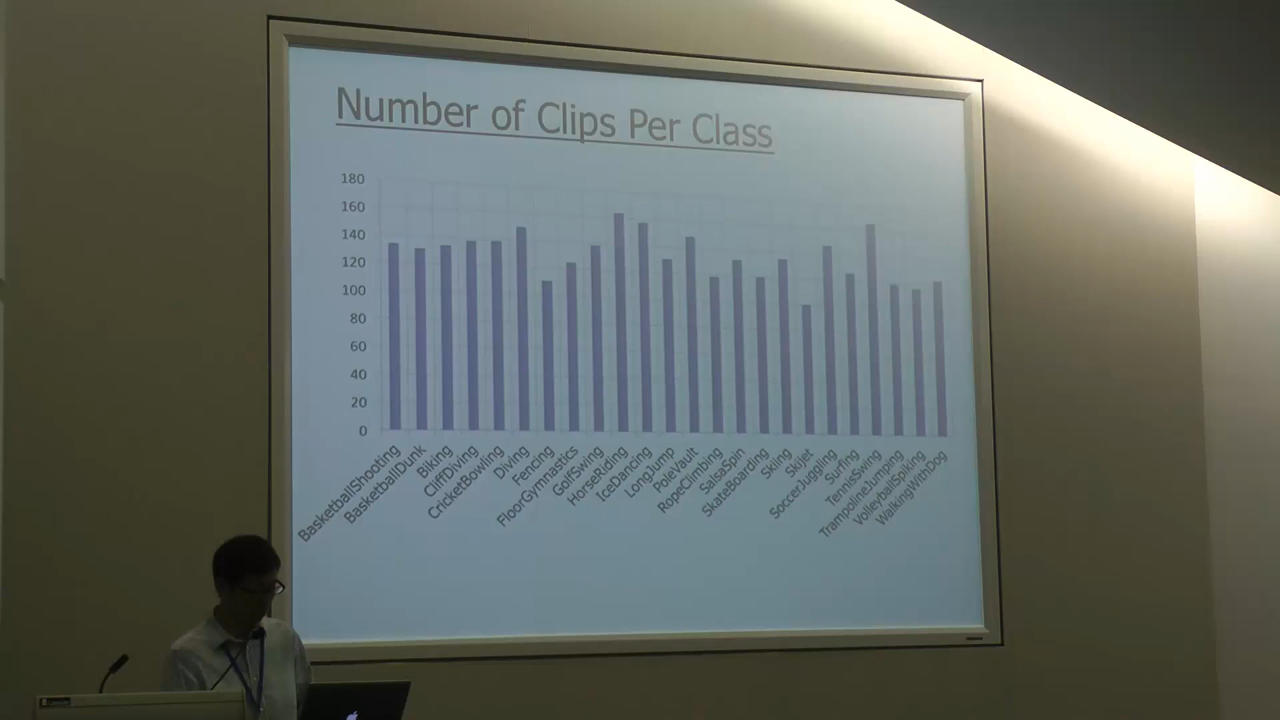 Number of Clips Per Class
180
160
140
120
100
80
60
40
20
0
BasketballShooting
BasketballDunk
Biking
CliffDiving
CricketBowling
Diving
Fencing
FloorGymnastics
GolfSwing
HorseRiding
IceDancing
LongJump
PoleVault
RopeClimbing
SalsaSpin
SkateBoarding
Skiing
Skijet
SoccerJuggling
Surfing
TennisSwing
TrampolineJumping
VolleyballSpiking
WalkingWithDog